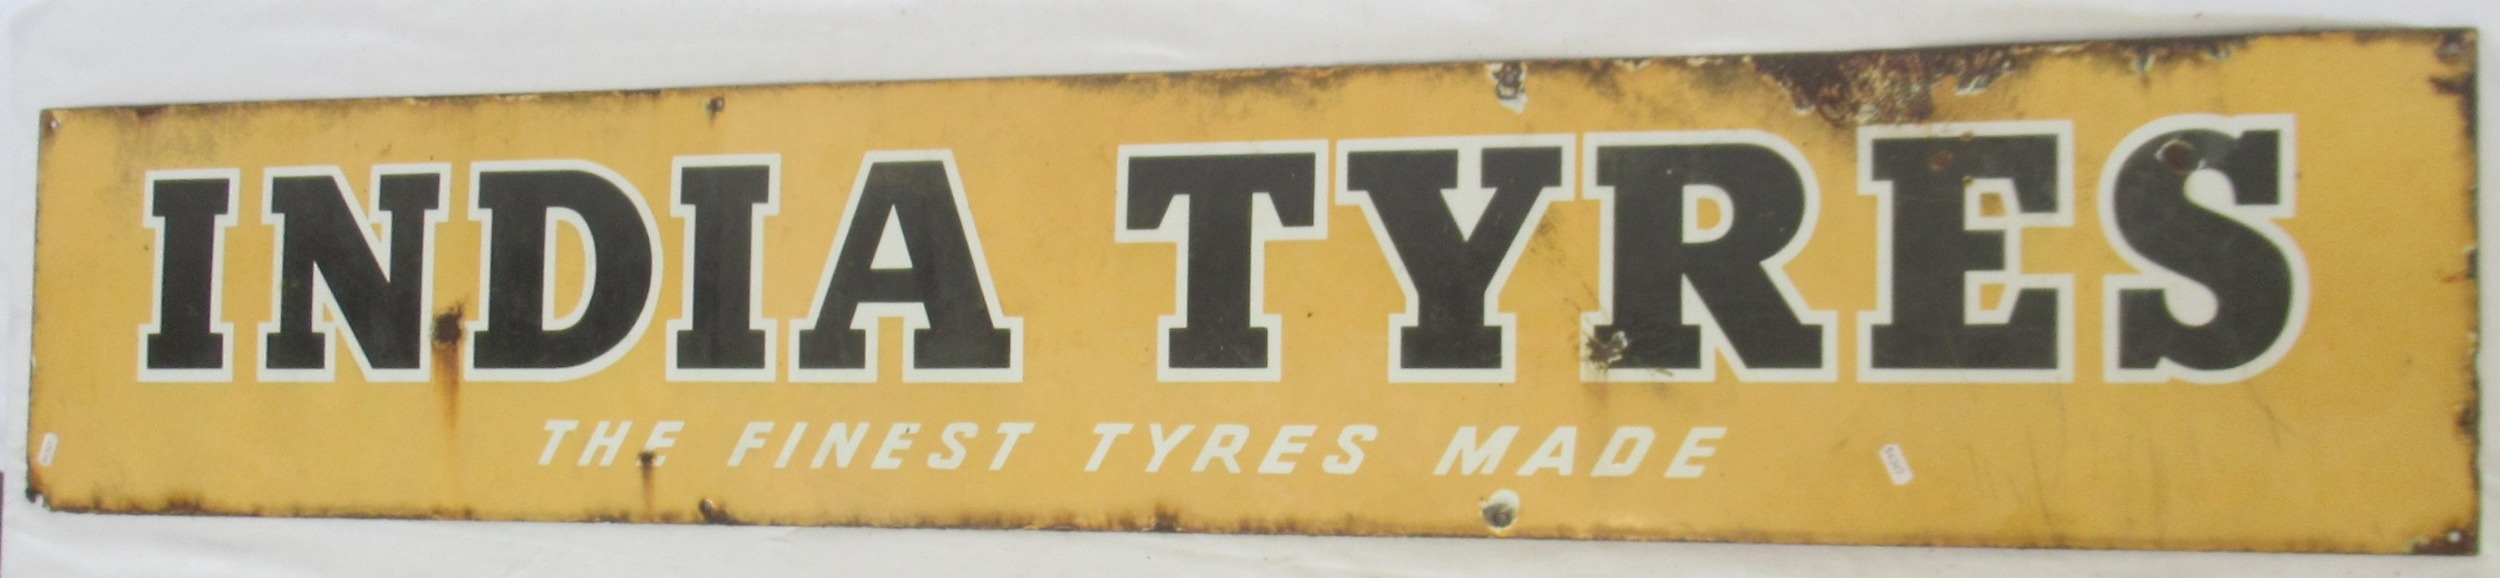 INDIA TYRES
THE FINEST TYRES MADE